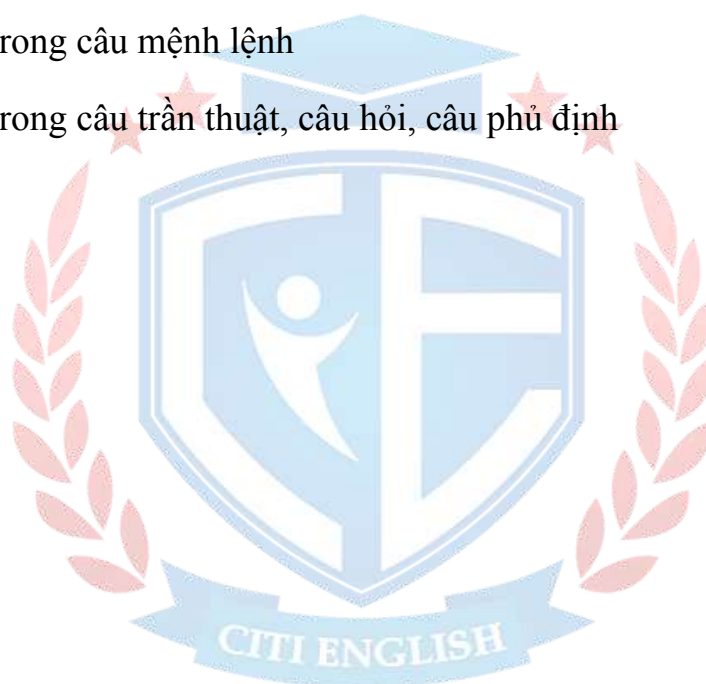 rong câu mệnh lệnh
rong câu trần thuật, câu hỏi, câu phủ định
CITI ENGLISH